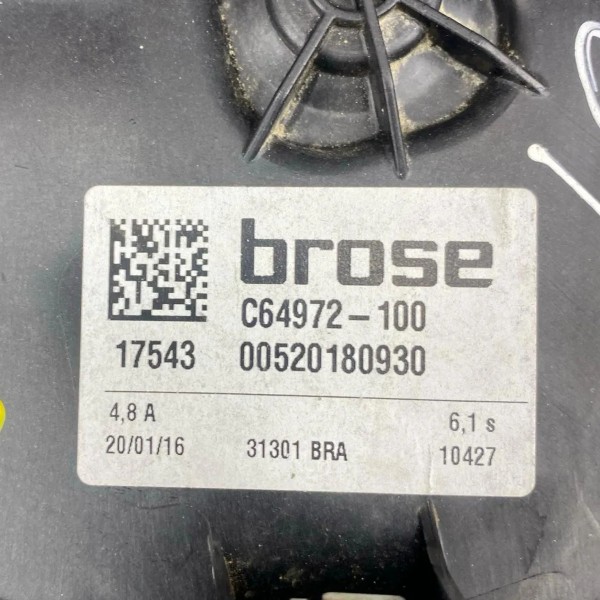 brose
C64972-100
17543 00520180930
4,8 A 6,1 s
20/01/16 31301 BRA 10427